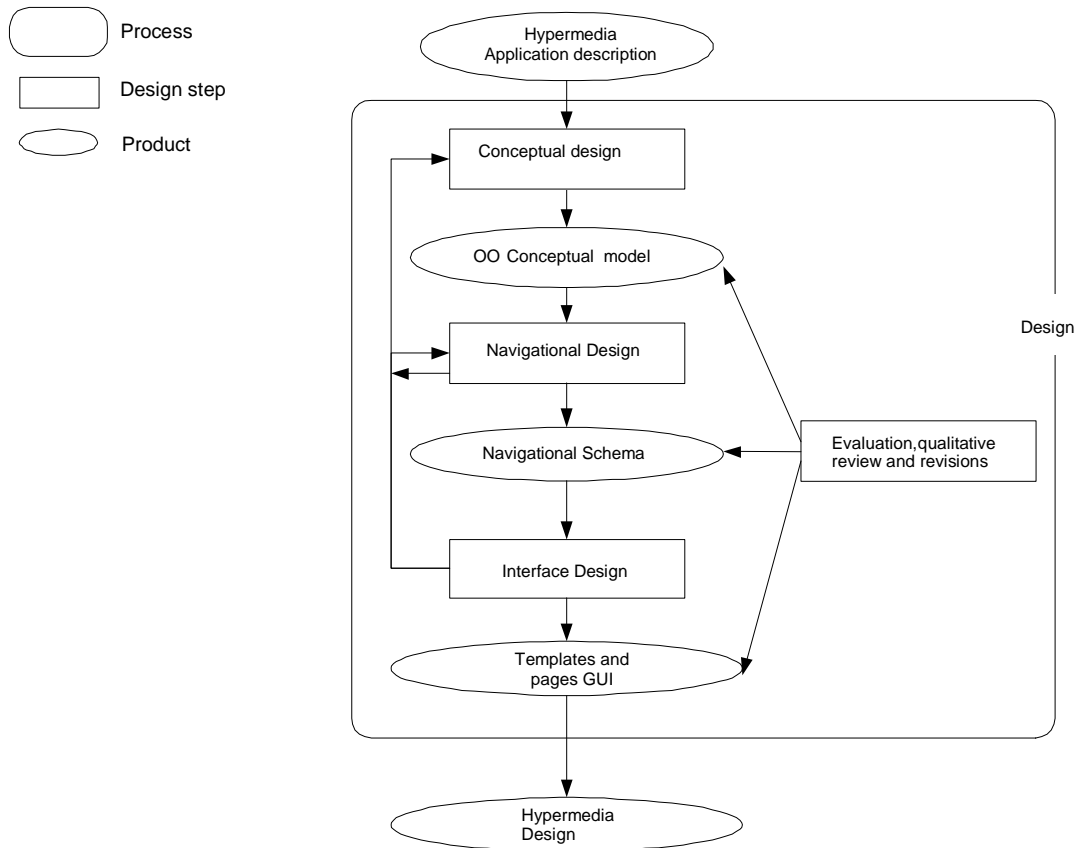 Process
Design step
Product
Hypermedia
Application description
Conceptual design
OO Conceptual model
Navigational Design
Design
Navigational Schema
Evaluation,qualitative
review and revisions
Interface Design
Templates and
pages GUI
Hypermedia
Design